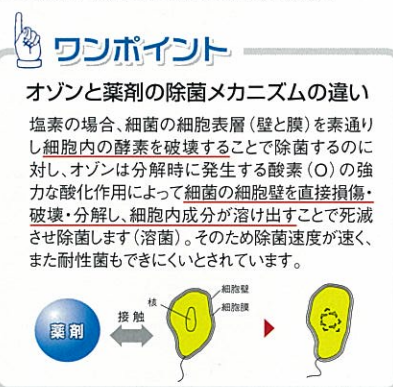 ワンポイント
オゾンと薬剤の除菌メカニズムの違い
塩素の場合、細菌の細胞表層（壁と膜）を素通り
し細胞内の酵素を破壊することで除菌するのに
対し、オゾンは分解時に発生する酸素（O）の強
力な酸化作用によって細菌の細胞壁を直接損傷・
破壊・分解し、細胞内成分が溶け出すことで死滅
させ除菌します（溶菌）。そのため除菌速度が速く、
また耐性菌もできにくいとされています。
薬剤
接触
核
細胞壁
細胞膜